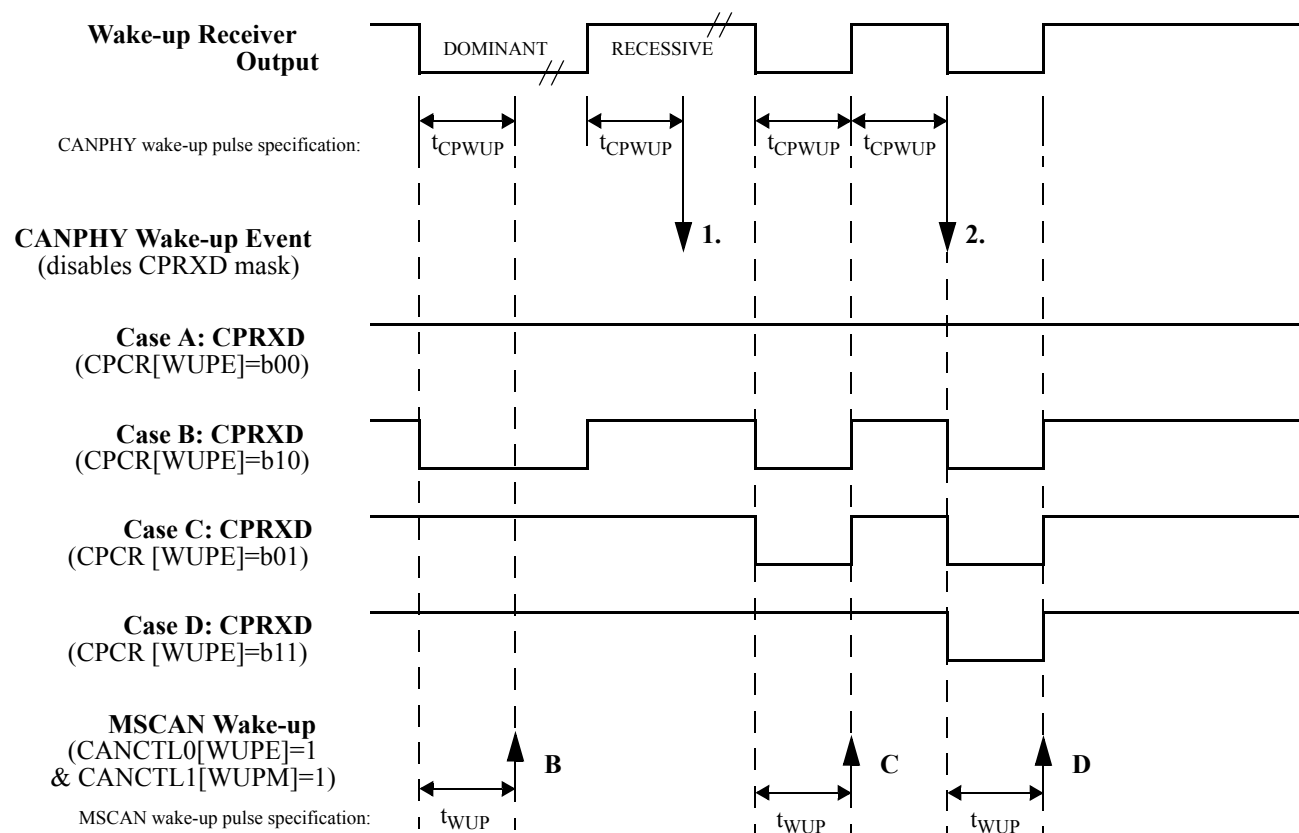 Wake-up Receiver
Output
DOMINANT
RECESSIVE
CANPHY wake-up pulse specification:
tCPWUP
tCPWUP
tCPWUP
tCPWUP
CANPHY Wake-up Event
(disables CPRXD mask)
1.
2.
Case A: CPRXD
(CPCR[WUPE]=b00)
Case B: CPRXD
(CPCR[WUPE]=b10)
Case C: CPRXD
(CPCR [WUPE]=b01)
Case D: CPRXD
(CPCR [WUPE]=b11)
MSCAN Wake-up
(CANCTL0[WUPE]=1
& CANCTL1[WUPM]=1)
B
C
D
MSCAN wake-up pulse specification:
tWUP
tWUP
tWUP